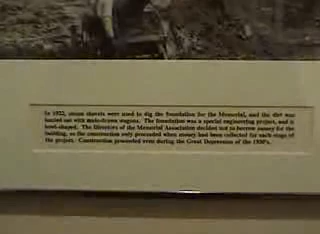 In 1922, steam shovels were used to dig the foundation for the Memorial, and the dirt was
hauled out with mule-drawn wagons. The foundation was a special engineering project, and is
bowl-shaped. The Directors of the Memorial Association decided not to borrow money for the
building, so the construction only proceeded when money had been collected for each stage of
the project. Construction proceeded even during the Great Depression of the 1930's.